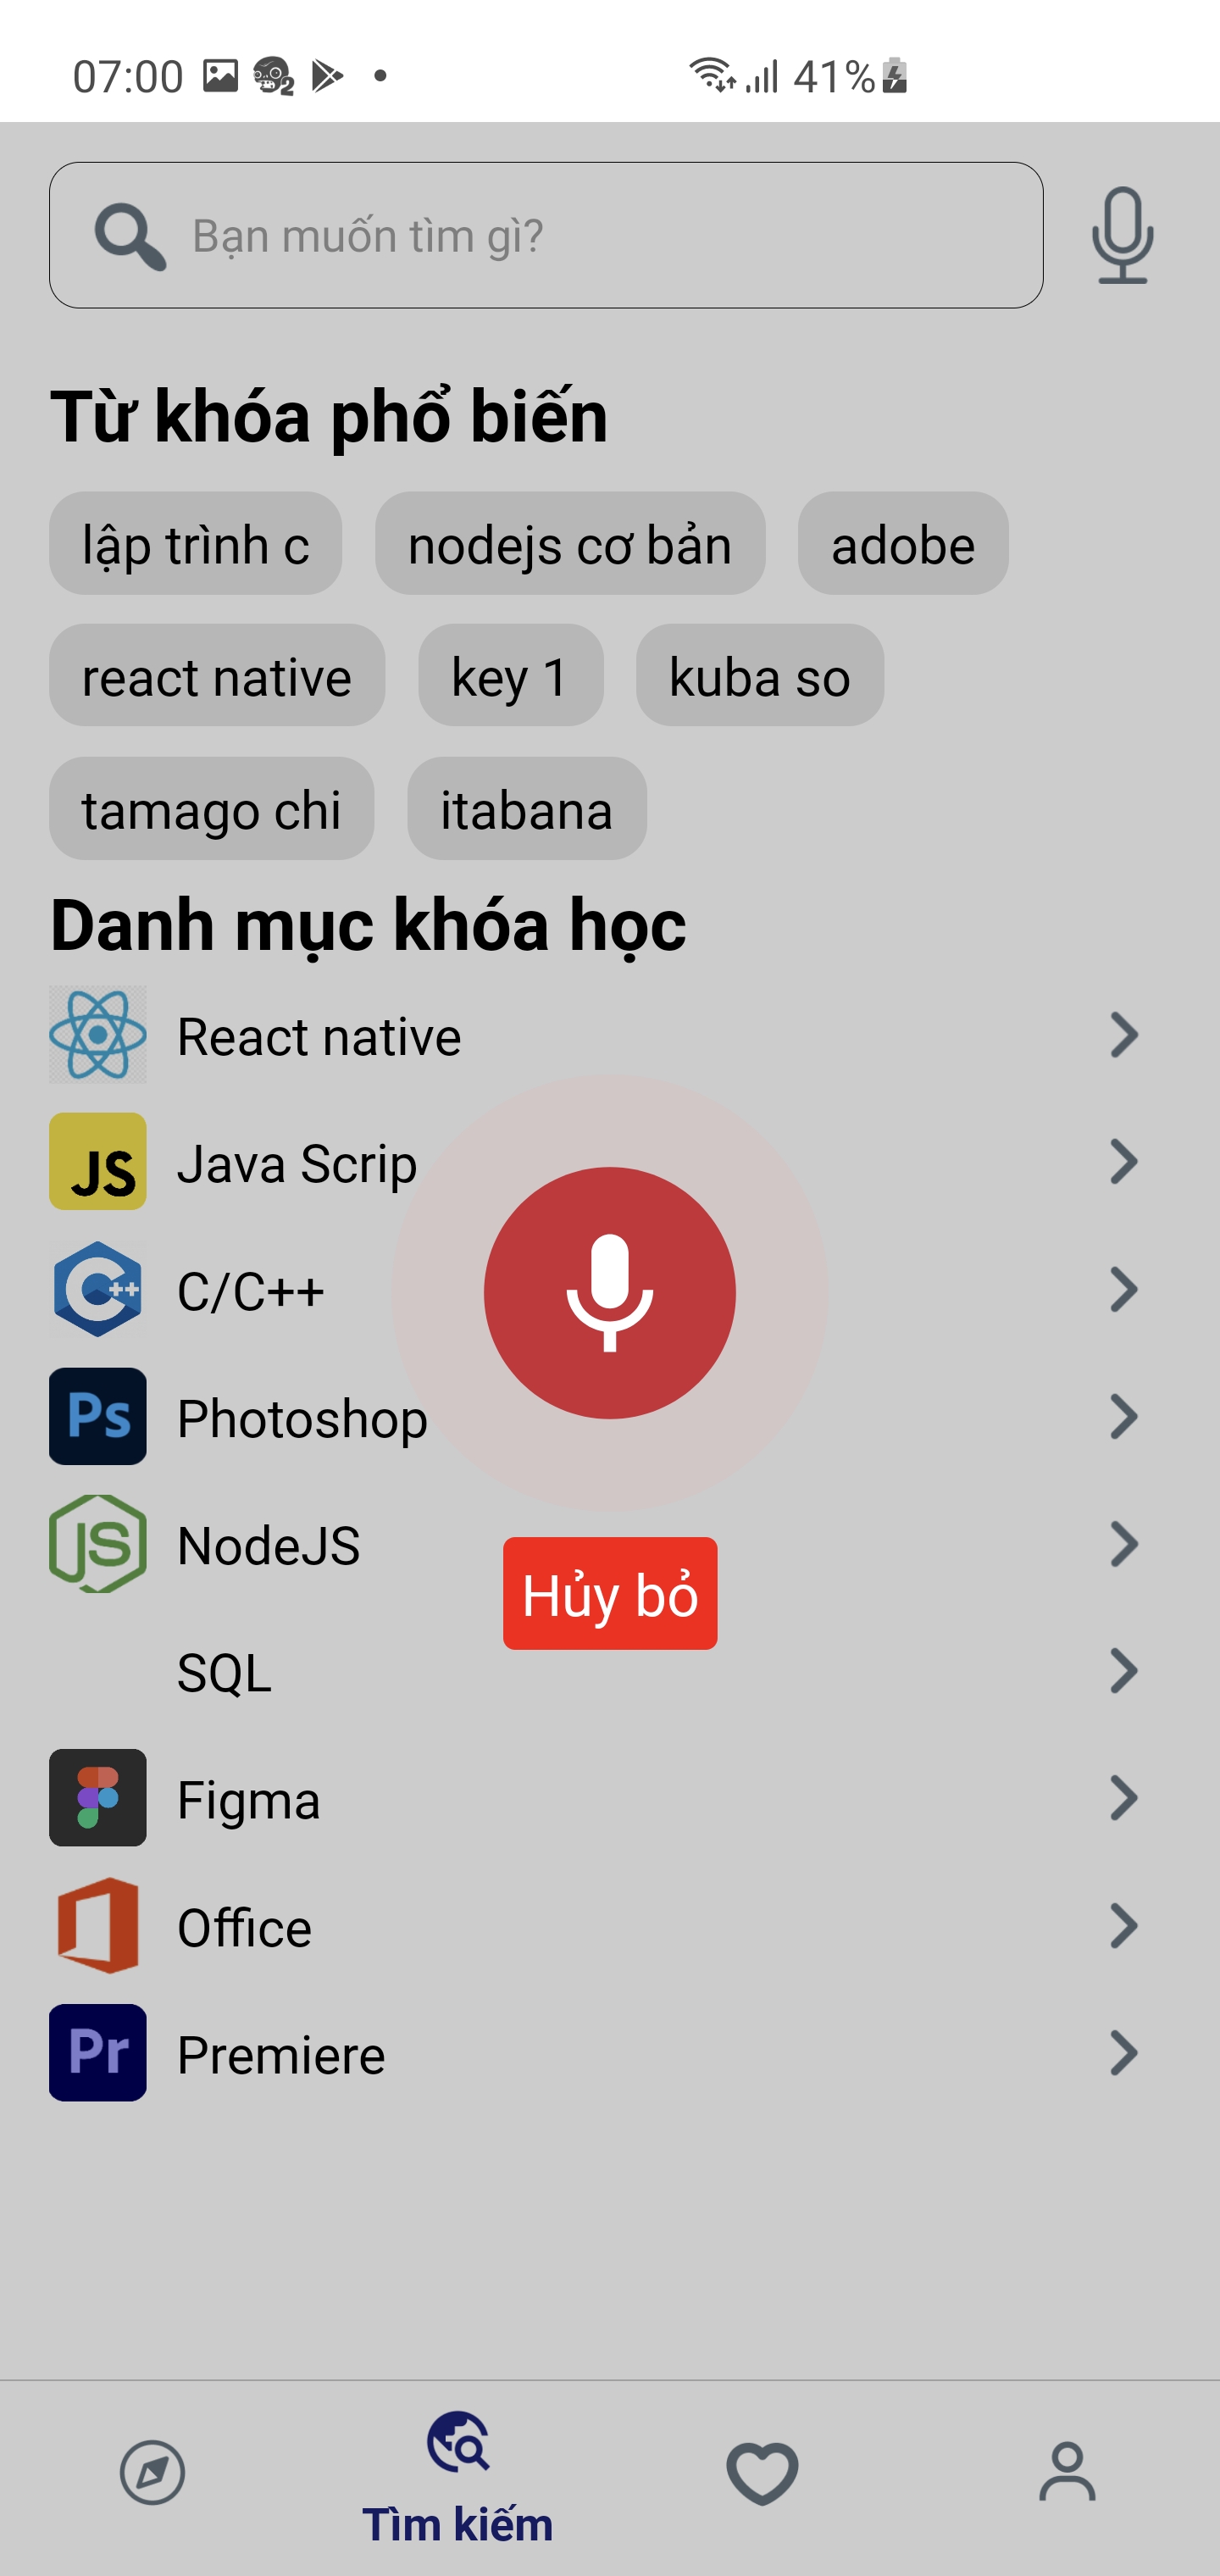 07:00 2 41%
Bạn muốn tìm gì?
Từ khóa phổ biến
lập trình c nodejs cơ bản adobe
react native key 1 kuba so
tamago chi itabana
Danh mục khóa học
React native
JS Java Scrip
C++ C/C++
Ps Photoshop
JS NodeJS
Hủy bỏ
SQL
Figma
Office
Pr Premiere
Tìm kiếm